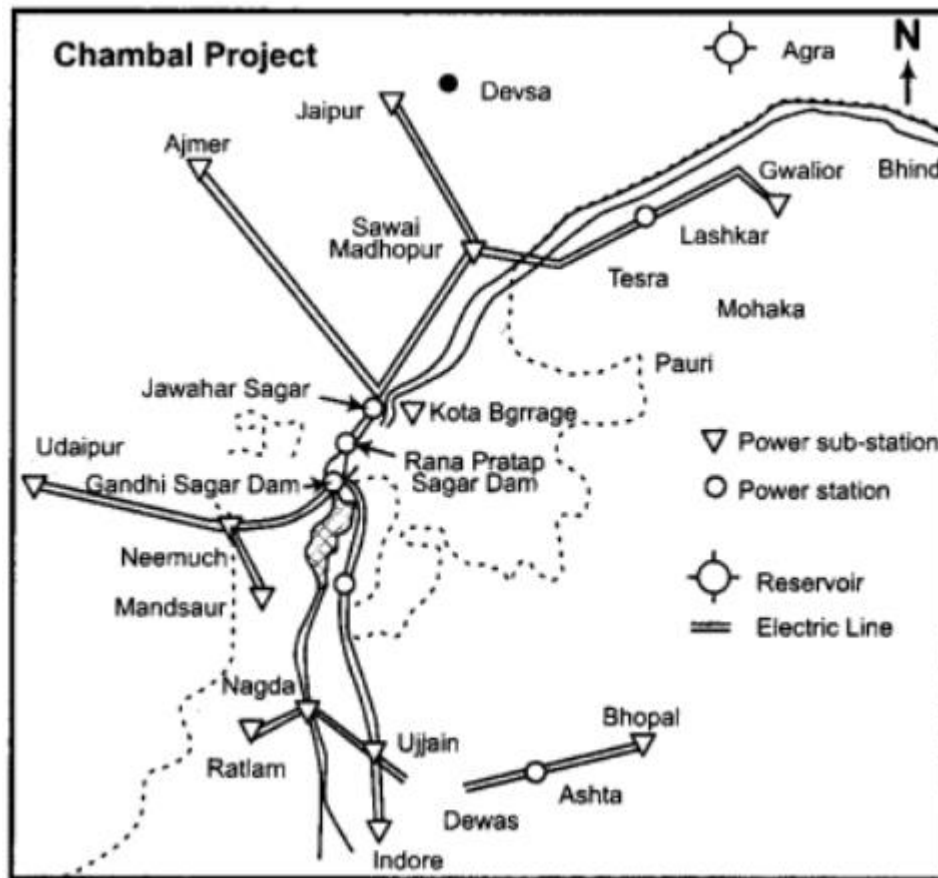 Chambal Project
Agra
N
Devsa
Jaipur
Ajmer
Gwalior
Bhind
Sawai
Madhopur
Lashkar
Tesra
Mohaka
Pauri
Jawahar Sagar
Kota Bgrrage
Udaipur
Rana Pratap
Sagar Dam
Gandhi Sagar Dam
Power sub-station
Power station
Neemuch
Mandsaur
Reservoir
Electric Line
Nagda
Bhopal
Ujjain
Ratlam
Ashta
Dewas
Indore